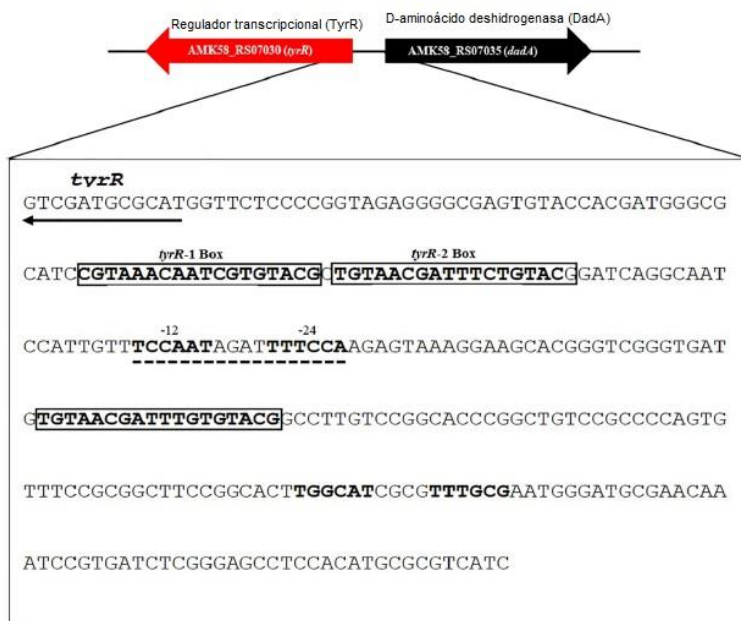 Regulador transcripcional (TyrR)
D-aminoácido deshidrogenasa (DadA)
AMK58_RS07030 (tyrR)
AMK58_RS07035 (dadA)
tyrR
GTCGATGCGCATGGTTCTCCCCGGTAGAGGGGCGAGTGTACCACGATGGGCG
tyrR-1 Box
tyrR-2 Box
CATCCGTAAACAATCGTGTACGCTGTAACGATTTCTGTACGGATCAGGCAAT
-12
-24
CCATTGTTTCCAATAGATTTTCCAAGAGTAAAGGAAGCACGGGTCGGGTGAT
GTGTAACGATTTGTGTACGGCCTTGTCCGGCACCCGGCTGTCCGCCCCAGTG
TTTCCGCGGCTTCCGGCACTTGGCATCGCGTTTGCGAATGGGATGCGAACAA
ATCCGTGATCTCGGGAGCCTCCACATGCGCGTCATC